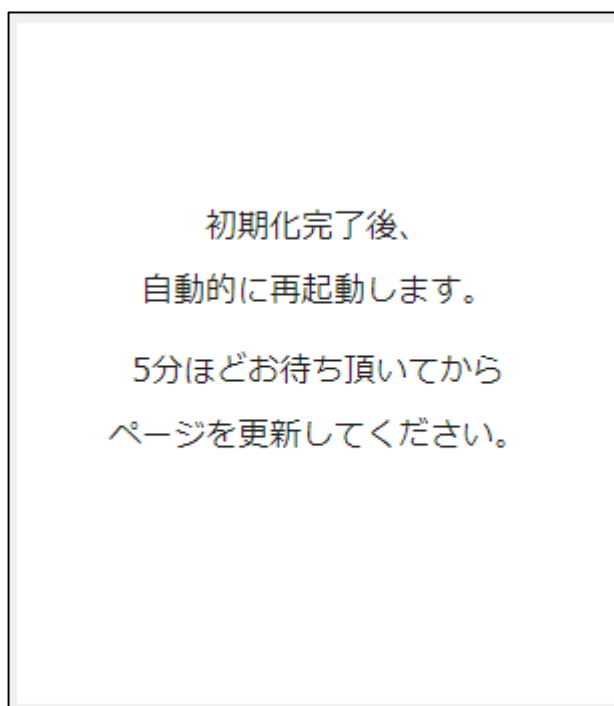 初期化完了後、
自動的に再起動します。
5分ほどお待ち頂いてから
ページを更新してください。